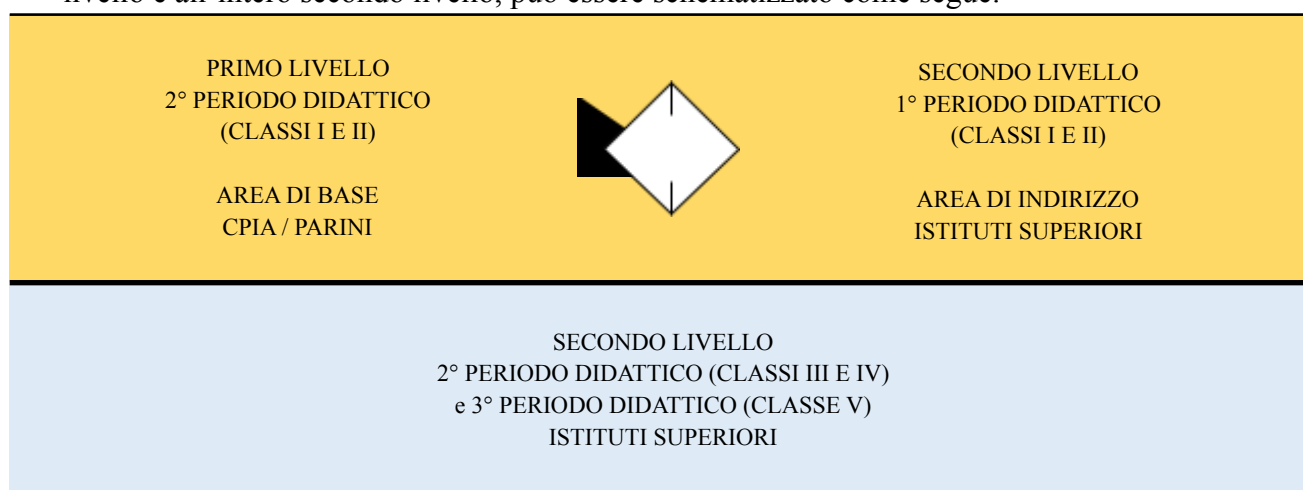 livello e all'intero secondo livello, può essere schematizzato come segue:
PRIMO LIVELLO
2° PERIODO DIDATTICO
(CLASSI I E II)
AREA DI BASE
CPIA / PARINI
SECONDO LIVELLO
1° PERIODO DIDATTICO
(CLASSI I E II)
AREA DI INDIRIZZO
ISTITUTI SUPERIORI
SECONDO LIVELLO
2° PERIODO DIDATTICO (CLASSI III E IV)
e 3° PERIODO DIDATTICO (CLASSE V)
ISTITUTI SUPERIORI